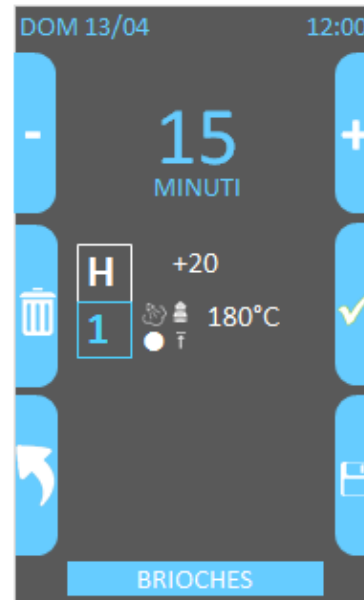 DOM 13/04 12:00
-
+
15
MINUTI
H +20
1 180°C
BRIOCHES